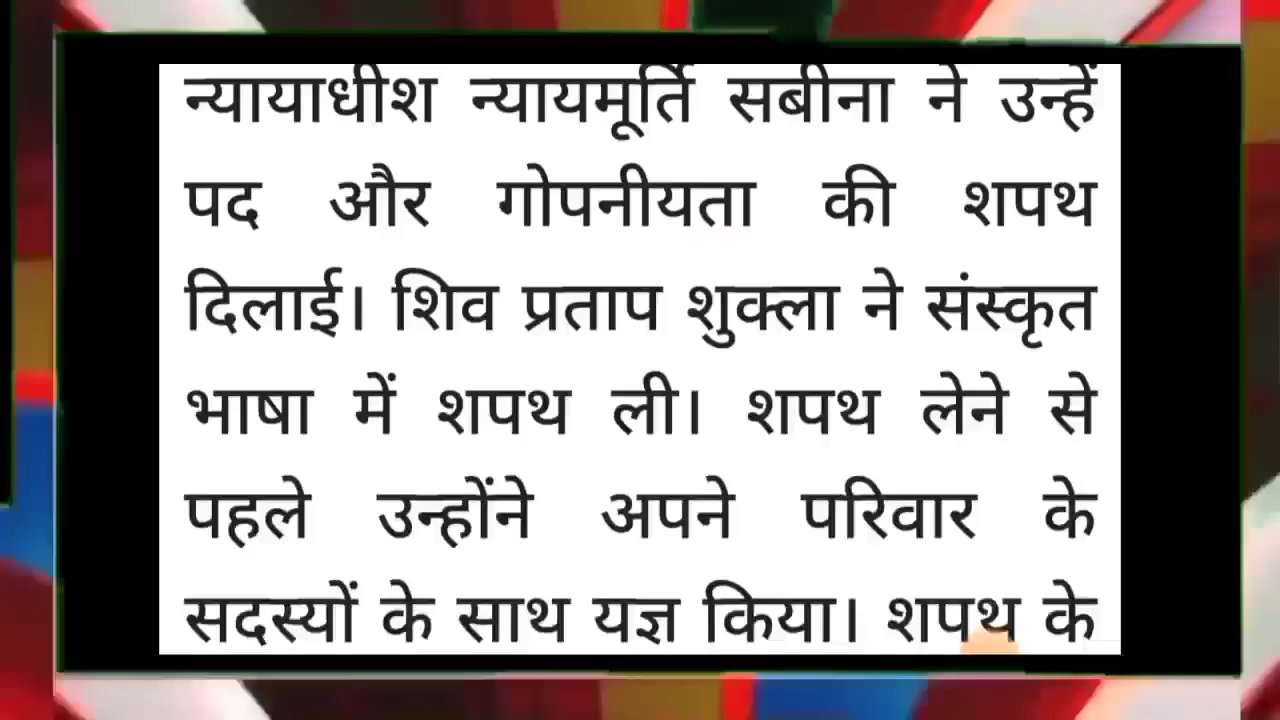 न्यायाधीश न्यायमूर्ति सबीना ने उन्हें
पद और गोपनीयता की शपथ
दिलाई। शिव प्रताप शुक्ला ने संस्कृत
भाषा में शपथ ली। शपथ लेने से
पहले उन्होंने अपने परिवार के
सदस्यों के साथ यज्ञ किया। शपथ के